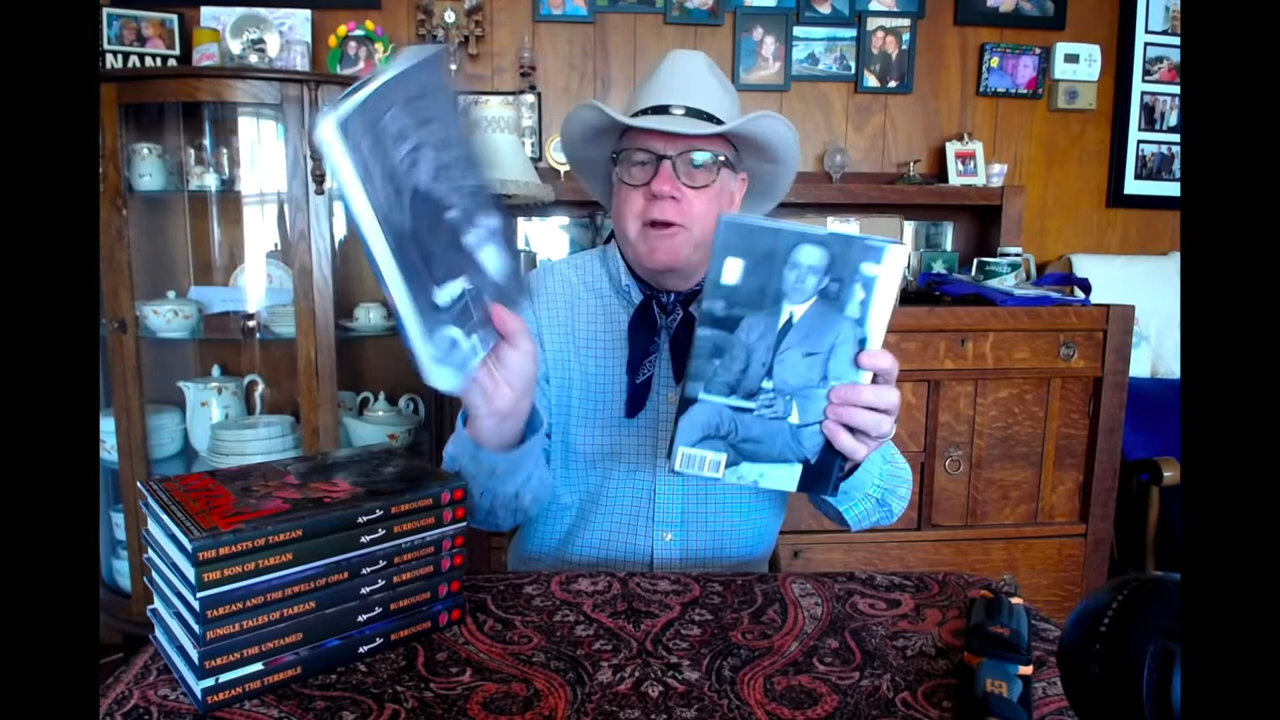 NANA
TARZAN
THE BEASTS OF TARZAN BURROUGHS
THE SON OF TARZAN BURROUGHS
TARZAN AND THE JEWELS OF OPAR BURROUGHS
JUNGLE TALES OF TARZAN BURROUGHS
TARZAN THE UNTAMED BURROUGHS
TARZAN THE TERRIBLE BURROUGHS